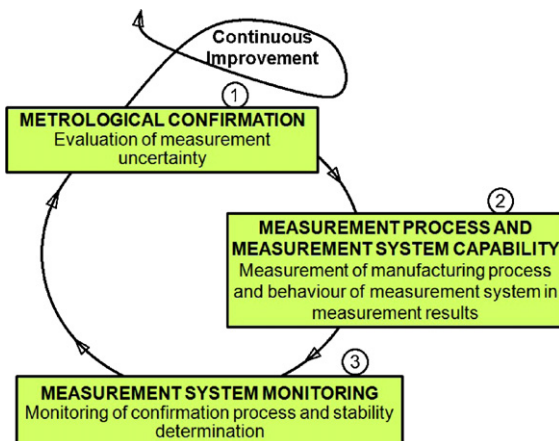 Continuous
Improvement
1
METROLOGICAL CONFIRMATION
Evaluation of measurement
uncertainty
2
MEASUREMENT PROCESS AND
MEASUREMENT SYSTEM CAPABILITY
Measurement of manufacturing process
and behaviour of measurement system in
measurement results
3
MEASUREMENT SYSTEM MONITORING
Monitoring of confirmation process and stability
determination